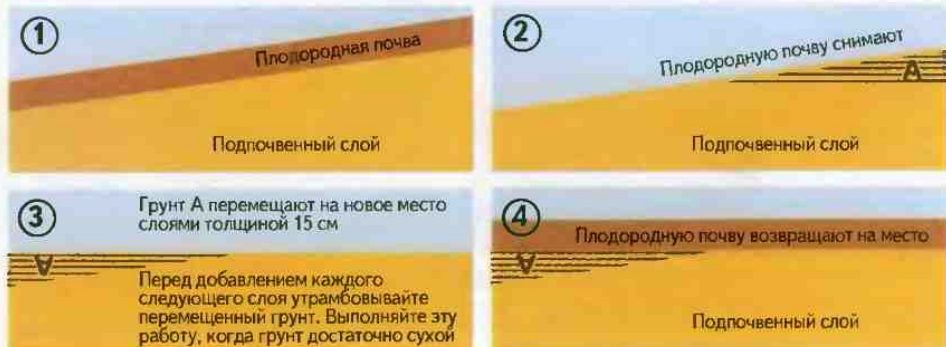 1
Плодородная почва
Подпочвенный слой
2
Плодородную почву снимают
A
Подпочвенный слой
3
Грунт А перемещают на новое место
слоями толщиной 15 см
A
Перед добавлением каждого
следующего слоя утрамбовывайте
перемещенный грунт. Выполняйте эту
работу, когда грунт достаточно сухой
4
Плодородную почву возвращают на место
A
Подпочвенный слой